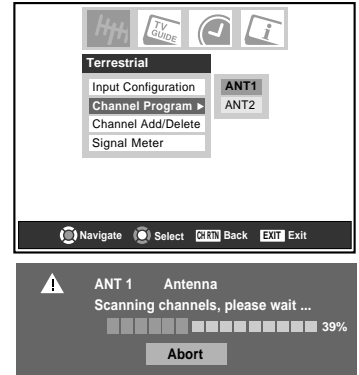 TV
GUIDE
i
Terrestrial
Input Configuration
Channel Program ▶ ANT1
Channel Add/Delete ANT2
Signal Meter
Navigate Select CH RTN Back EXIT Exit
! ANT 1 Antenna
Scanning channels, please wait ...
39%
Abort